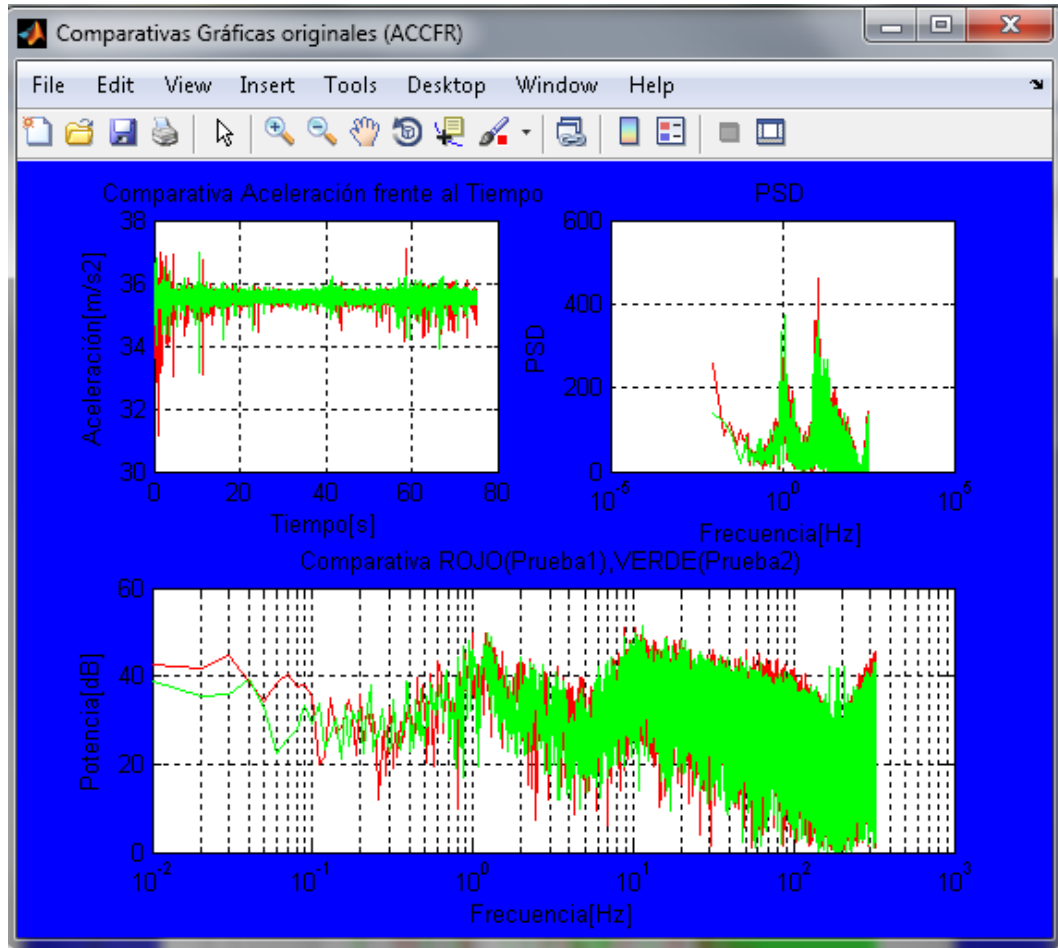 Comparativas Gráficas originales (ACCFR)
File Edit View Insert Tools Desktop Window Help
Comparativa Aceleración frente al Tiempo
38
36
34
32
30
Aceleración[m/s2]
0 20 40 60 80
Tiempo[s]
PSD
600
400
200
0
PSD
10^-5 10^0 10^5
Frecuencia[Hz]
Comparativa ROJO(Prueba1),VERDE(Prueba2)
60
40
20
0
Potencia[dB]
10^-2 10^-1 10^0 10^1 10^2 10^3
Frecuencia[Hz]